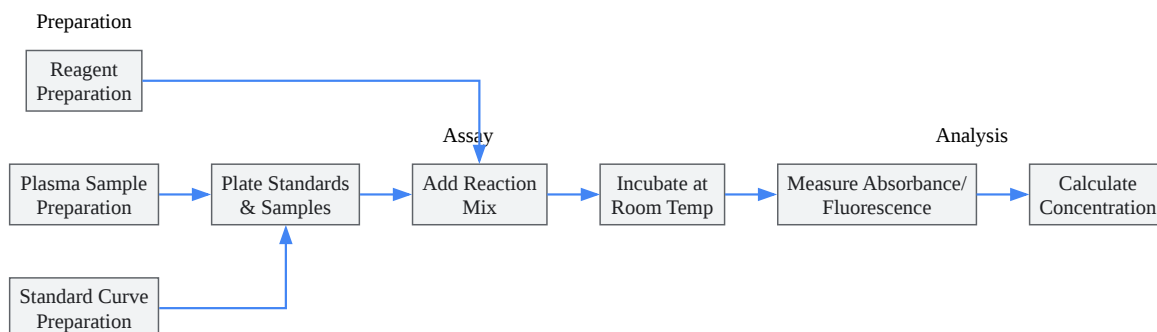 Preparation
Reagent
Preparation
Assay
Analysis
Plasma Sample
Preparation
Plate Standards
& Samples
Add Reaction
Mix
Incubate at
Room Temp
Measure Absorbance/
Fluorescence
Calculate
Concentration
Standard Curve
Preparation